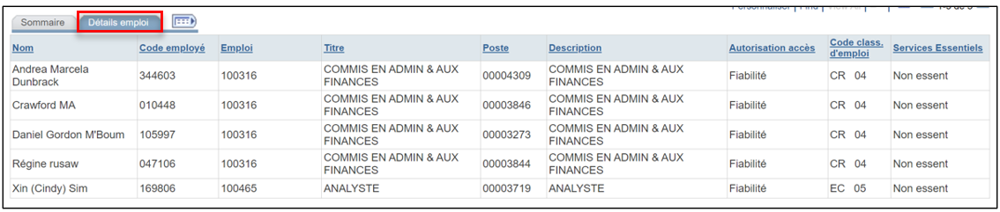 Personnaliser | Find | View All |
Sommaire Détails emploi
Nom Code employé Emploi Titre Poste Description Autorisation accès Code class. d'emploi Services Essentiels
Andrea Marcela Dunbrack 344603 100316 COMMIS EN ADMIN & AUX FINANCES 00004309 COMMIS EN ADMIN & AUX FINANCES Fiabilité CR 04 Non essent
Crawford MA 010448 100316 COMMIS EN ADMIN & AUX FINANCES 00003846 COMMIS EN ADMIN & AUX FINANCES Fiabilité CR 04 Non essent
Daniel Gordon M'Boum 105997 100316 COMMIS EN ADMIN & AUX FINANCES 00003273 COMMIS EN ADMIN & AUX FINANCES Fiabilité CR 04 Non essent
Régine rusaw 047106 100316 COMMIS EN ADMIN & AUX FINANCES 00003844 COMMIS EN ADMIN & AUX FINANCES Fiabilité CR 04 Non essent
Xin (Cindy) Sim 169806 100465 ANALYSTE 00003719 ANALYSTE Fiabilité EC 05 Non essent